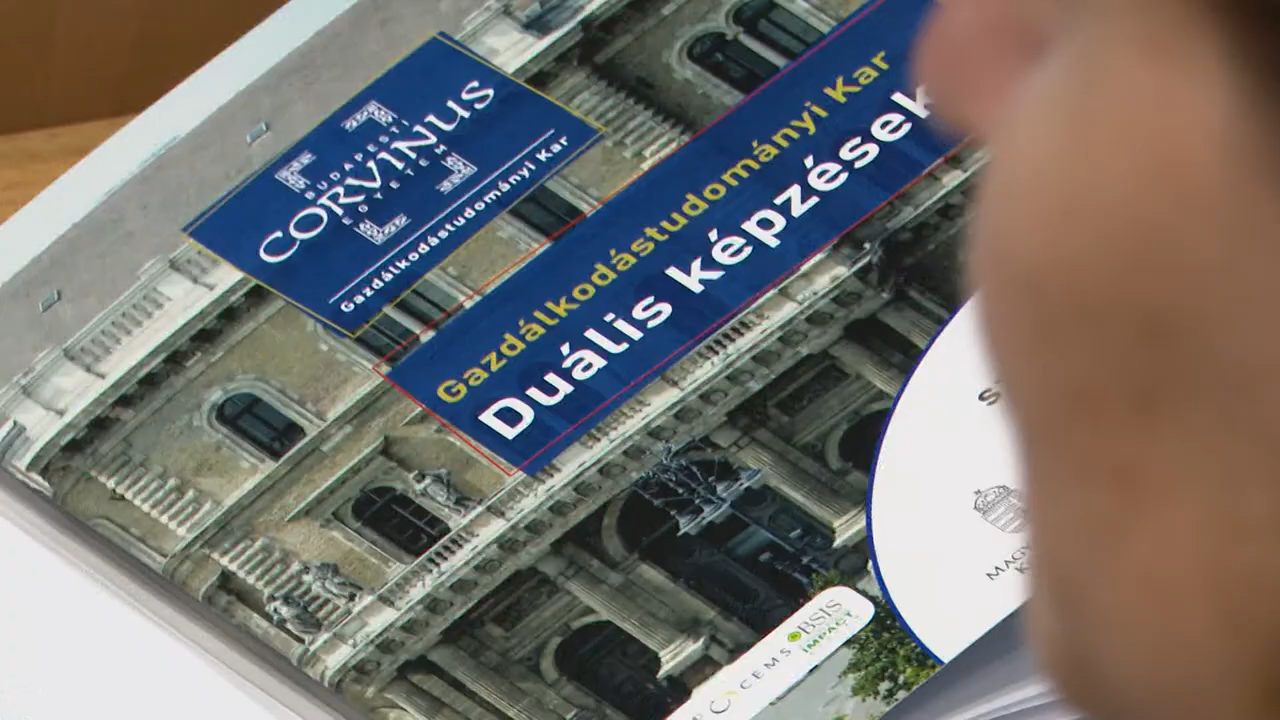 BUDAPESTI
CORVINUS
EGYETEM
Gazdálkodástudományi Kar
Gazdálkodástudományi Kar
Duális képzések
CEMS
BSIS
IMPACT